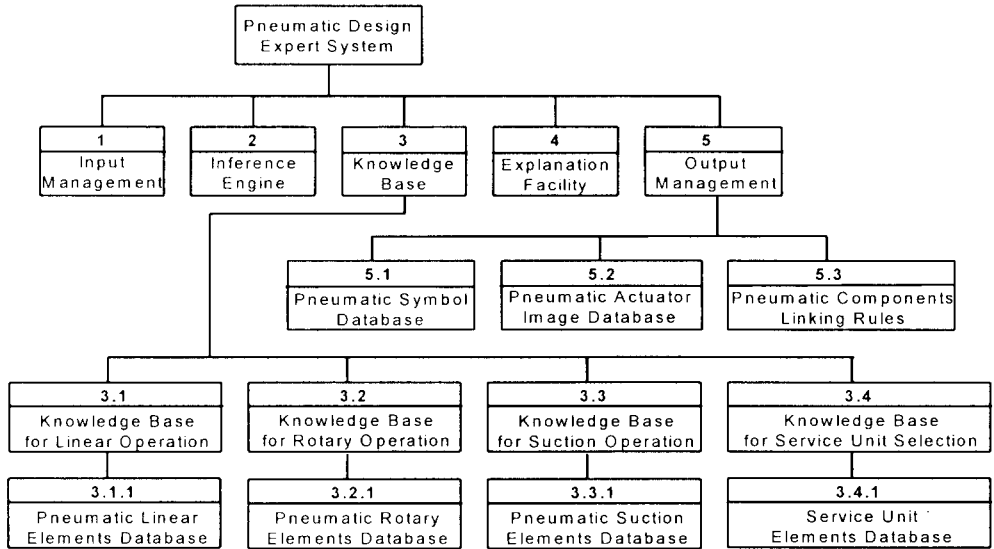 Pneumatic Design
Expert System
1
Input
Management
2
Inference
Engine
3
Knowledge
Base
4
Explanation
Facility
5
Output
Management
5.1
Pneumatic Symbol
Database
5.2
Pneumatic Actuator
Image Database
5.3
Pneumatic Components
Linking Rules
3.1
Knowledge Base
for Linear Operation
3.2
Knowledge Base
for Rotary Operation
3.3
Knowledge Base
for Suction Operation
3.4
Knowledge Base
for Service Unit Selection
3.1.1
Pneumatic Linear
Elements Database
3.2.1
Pneumatic Rotary
Elements Database
3.3.1
Pneumatic Suction
Elements Database
3.4.1
Service Unit
Elements Database